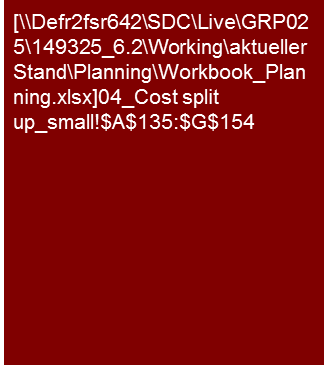 [\\Defr2fsr642\SDC\Live\GRP02
5\149325_6.2\Working\aktueller
Stand\Planning\Workbook_Plan
ning.xlsx]04_Cost split
up_small!$A$135:$G$154